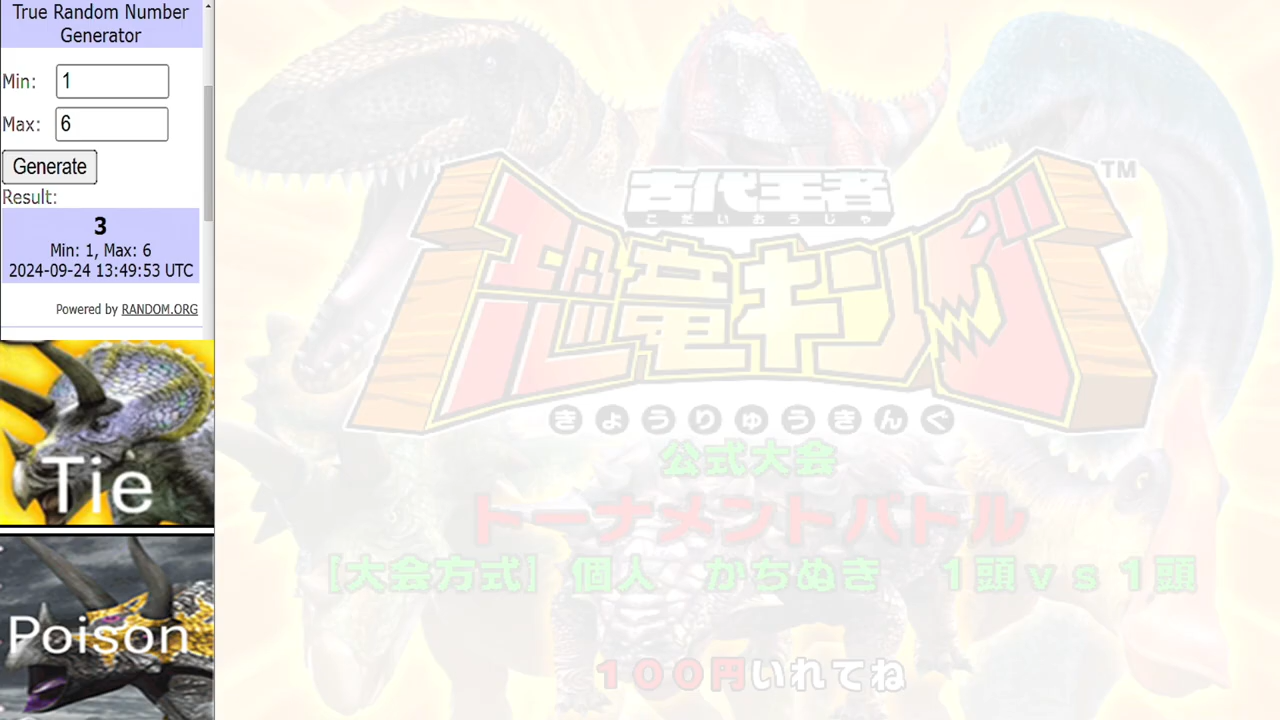 True Random Number
Generator
Min: 1
Max: 6
Generate
Result:
3
Min: 1, Max: 6
2024-09-24 13:49:53 UTC
Powered by RANDOM.ORG
Tie
Poison
TM
古代王者
こだいおうじゃ
恐竜キング
きょうりゅうきんぐ
公式大会
トーナメントバトル
[大会方式] 個人 かちぬき 1頭vs1頭
100円いれてね